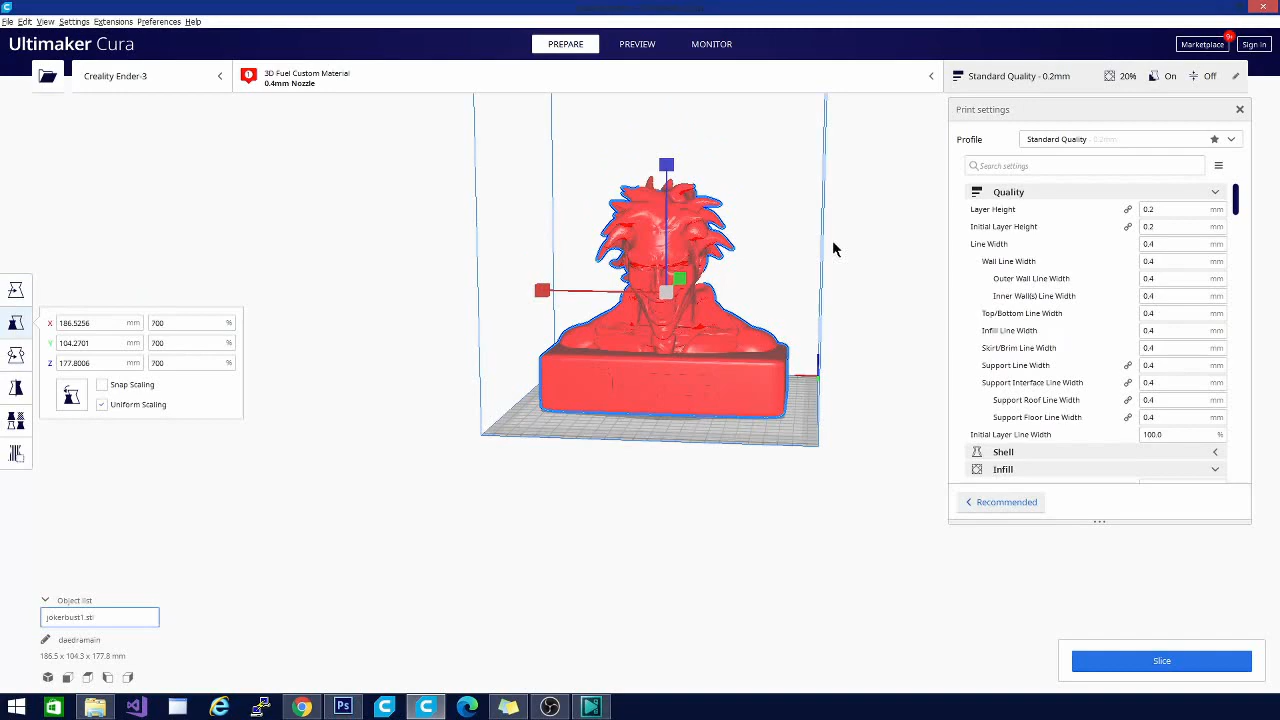 File Edit View Settings Extensions Preferences Help
Ultimaker Cura
PREPARE PREVIEW MONITOR
Marketplace
Sign in
Creality Ender-3
3D Fuel Custom Material
0.4mm Nozzle
Standard Quality - 0.2mm
20%
On
Off
Print settings
Profile
Standard Quality - 0.2mm
Search settings
Quality
Layer Height 0.2 mm
Initial Layer Height 0.2 mm
Line Width 0.4 mm
Wall Line Width 0.4 mm
Outer Wall Line Width 0.4 mm
Inner Wall(s) Line Width 0.4 mm
Top/Bottom Line Width 0.4 mm
Infill Line Width 0.4 mm
Skirt/Brim Line Width 0.4 mm
Support Line Width 0.4 mm
Support Interface Line Width 0.4 mm
Support Roof Line Width 0.4 mm
Support Floor Line Width 0.4 mm
Initial Layer Line Width 100.0 %
Shell
Infill
Recommended
X 186.5256 mm 700 %
Y 104.2701 mm 700 %
Z 177.8006 mm 700 %
Snap Scaling
Uniform Scaling
Object list
jokerbust1.stl
daedramain
186.5 x 104.3 x 177.8 mm
Slice
Ps